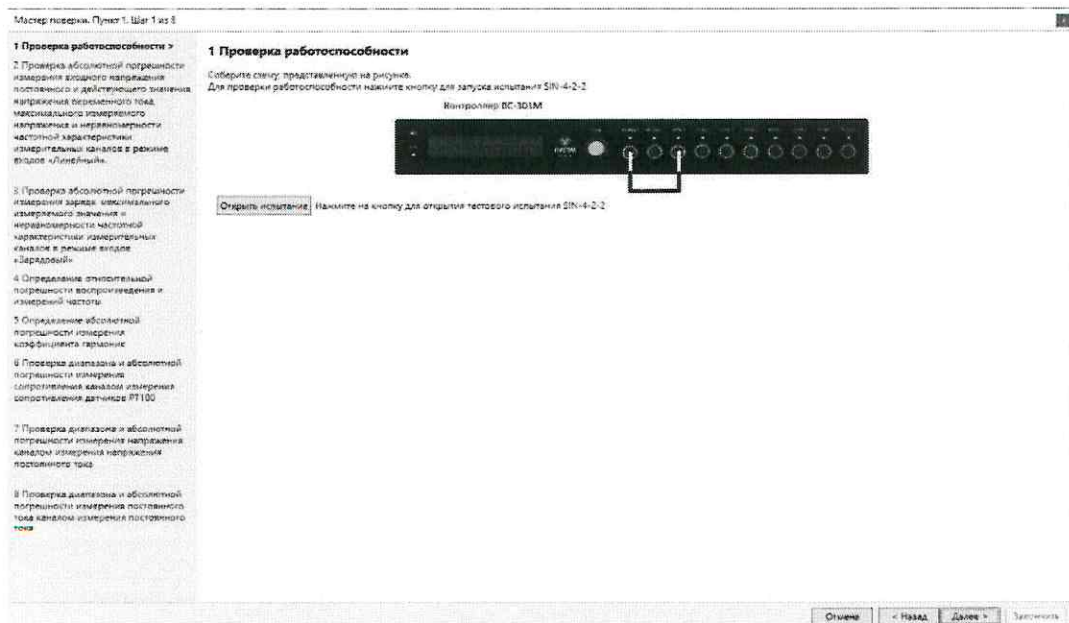 Мастер поверки. Пункт 1. Шаг 1 из 8
1 Проверка работоспособности >
2 Проверка абсолютной погрешности
измерения входного напряжения
постоянного и действующего значения
напряжения переменного тока,
максимального измеряемого
напряжения и неравномерности
частотной характеристики
измерительных каналов в режиме
входов «Линейный».
3 Проверка абсолютной погрешности
измерения заряда, максимального
измеряемого значения и
неравномерности частотной
характеристики измерительных
каналов в режиме входов
«Зарядовый»
4 Определение относительной
погрешности воспроизведения и
измерений частоты
5 Определение абсолютной
погрешности измерения
коэффициента гармоник
6 Проверка диапазона и абсолютной
погрешности измерения
сопротивления каналом измерения
сопротивления датчиков PT100
7 Проверка диапазона и абсолютной
погрешности измерения напряжения
каналом измерения напряжения
постоянного тока
8 Проверка диапазона и абсолютной
погрешности измерения постоянного
тока каналом измерения постоянного
тока
1 Проверка работоспособности
Соберите схему, представленную на рисунке.
Для проверки работоспособности нажмите кнопку для запуска испытания SIN-4-2-2
Контроллер ВС-301М
Открыть испытание Нажмите на кнопку для открытия тестового испытания SIN-4-2-2
Отмена < Назад Далее > Закончить